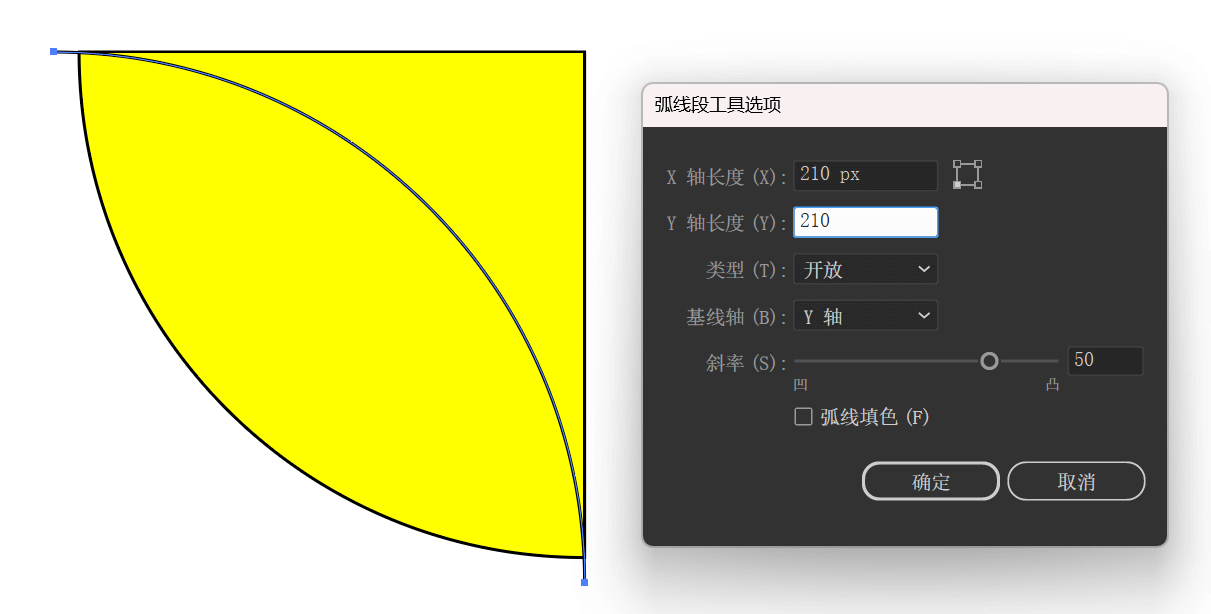 弧线段工具选项
X 轴长度 (X): 210 px
Y 轴长度 (Y): 210
类型 (T): 开放
基线轴 (B): Y 轴
斜率 (S): 50
凹 凸
弧线填色 (F)
确定 取消